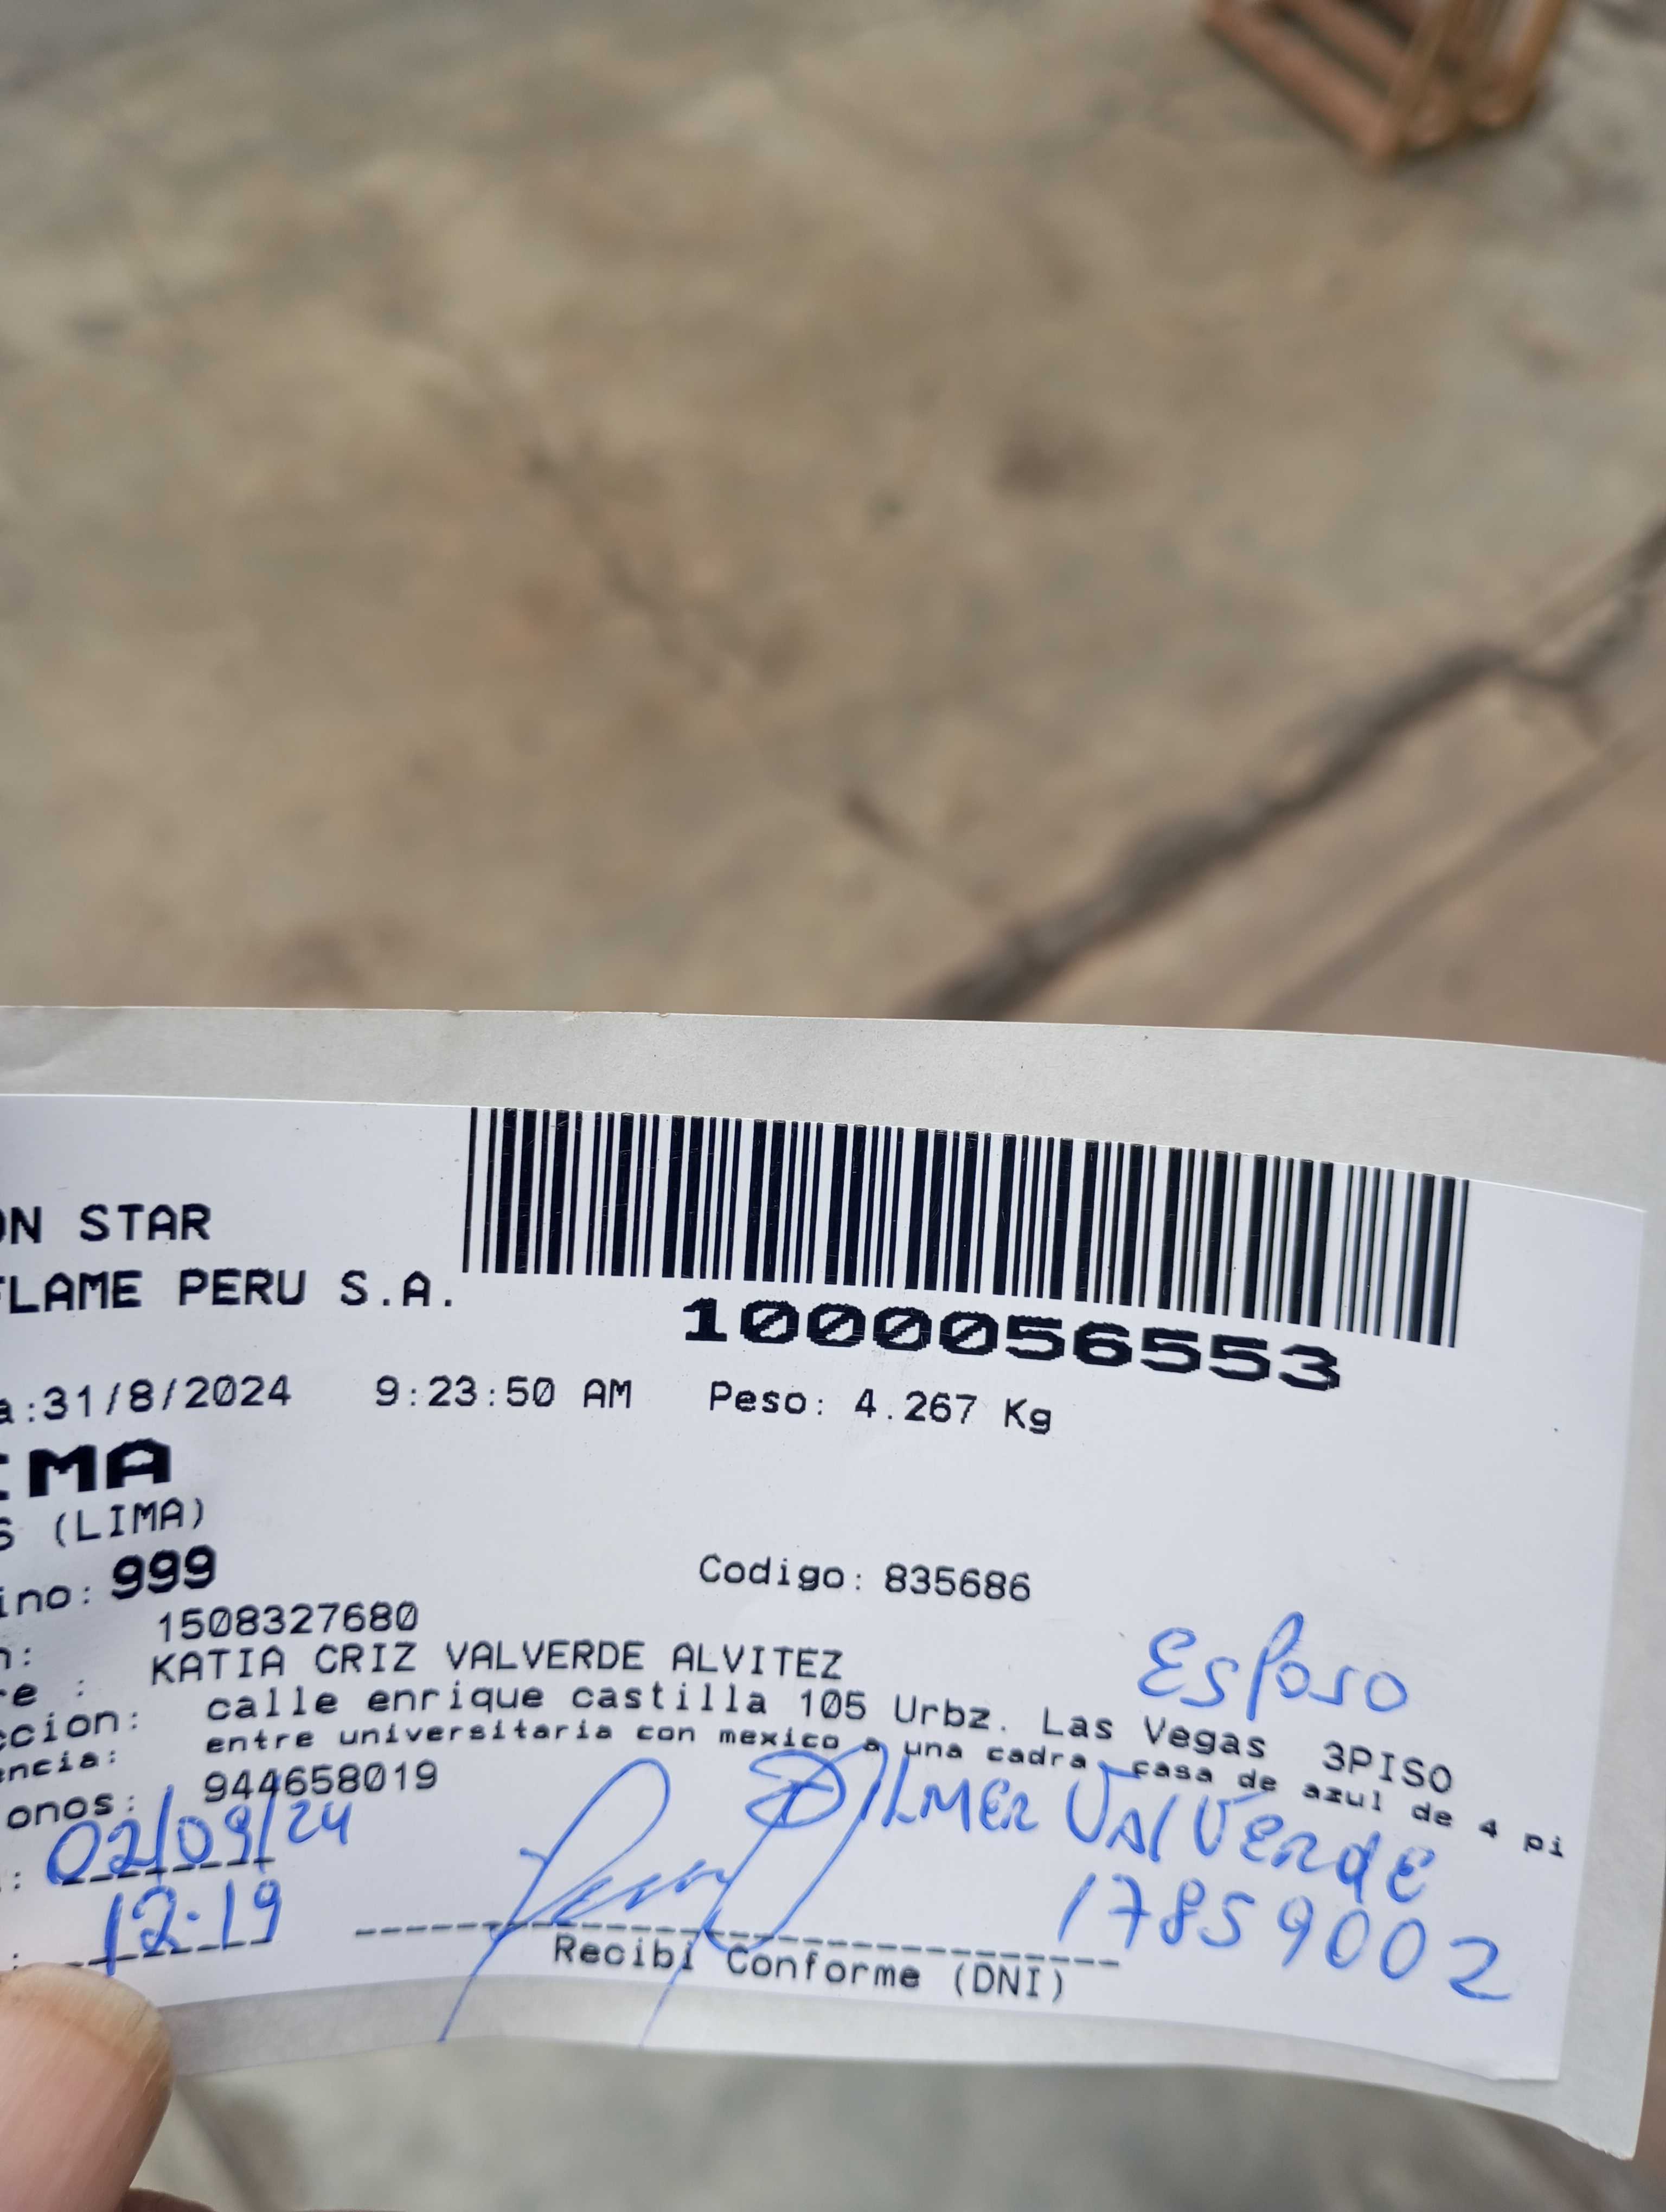 ON STAR
FLAME PERU S.A.
1000056553
a:31/8/2024 9:23:50 AM Peso: 4.267 Kg
IMA
S (LIMA)
ino: 999 Codigo: 835686
1508327680
n: KATIA CRIZ VALVERDE ALVITEZ
re : calle enrique castilla 105 Urbz. Las Vegas 3PISO
ccion: entre universitaria con mexico a una cadra, casa de azul de 4 pi
encia: 944658019
onos:
Esposo
: 02/09/24
WILMER VALVERDE
: 12:19
17859002
Recibi Conforme (DNI)